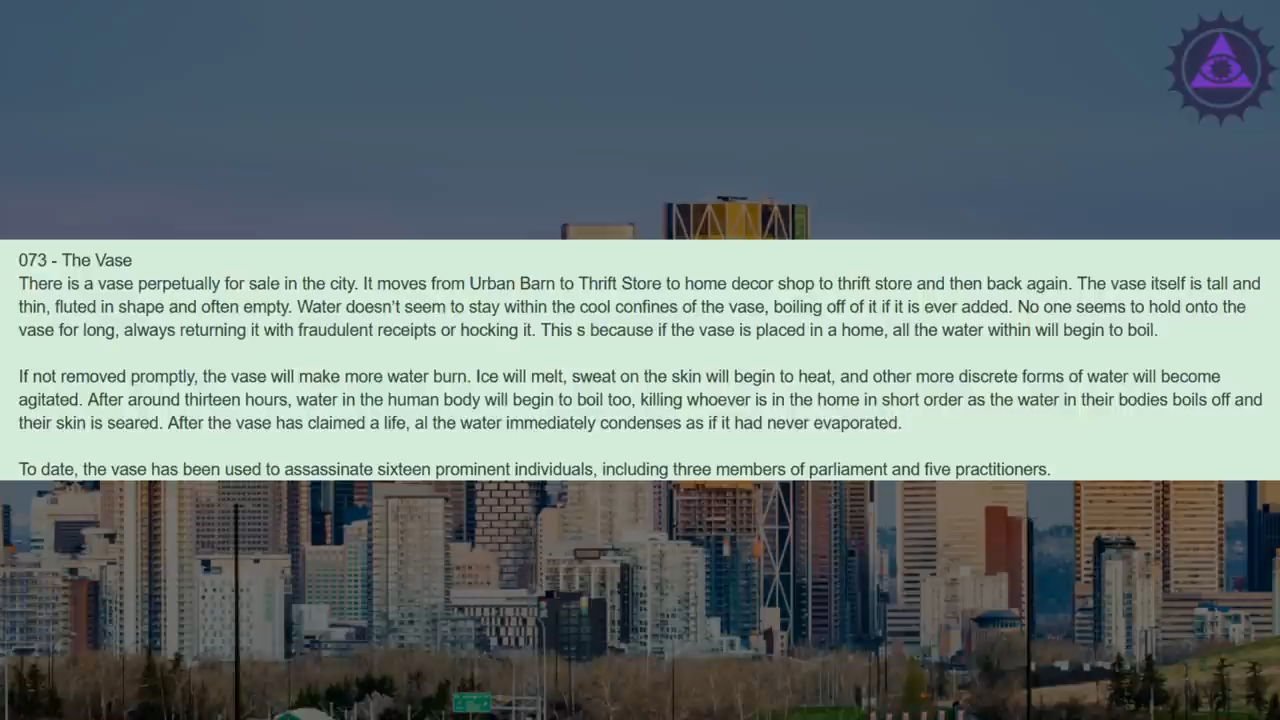 073 - The Vase
There is a vase perpetually for sale in the city. It moves from Urban Barn to Thrift Store to home decor shop to thrift store and then back again. The vase itself is tall and
thin, fluted in shape and often empty. Water doesn't seem to stay within the cool confines of the vase, boiling off of it if it is ever added. No one seems to hold onto the
vase for long, always returning it with fraudulent receipts or hocking it. This s because if the vase is placed in a home, all the water within will begin to boil.
If not removed promptly, the vase will make more water burn. Ice will melt, sweat on the skin will begin to heat, and other more discrete forms of water will become
agitated. After around thirteen hours, water in the human body will begin to boil too, killing whoever is in the home in short order as the water in their bodies boils off and
their skin is seared. After the vase has claimed a life, al the water immediately condenses as if it had never evaporated.
To date, the vase has been used to assassinate sixteen prominent individuals, including three members of parliament and five practitioners.